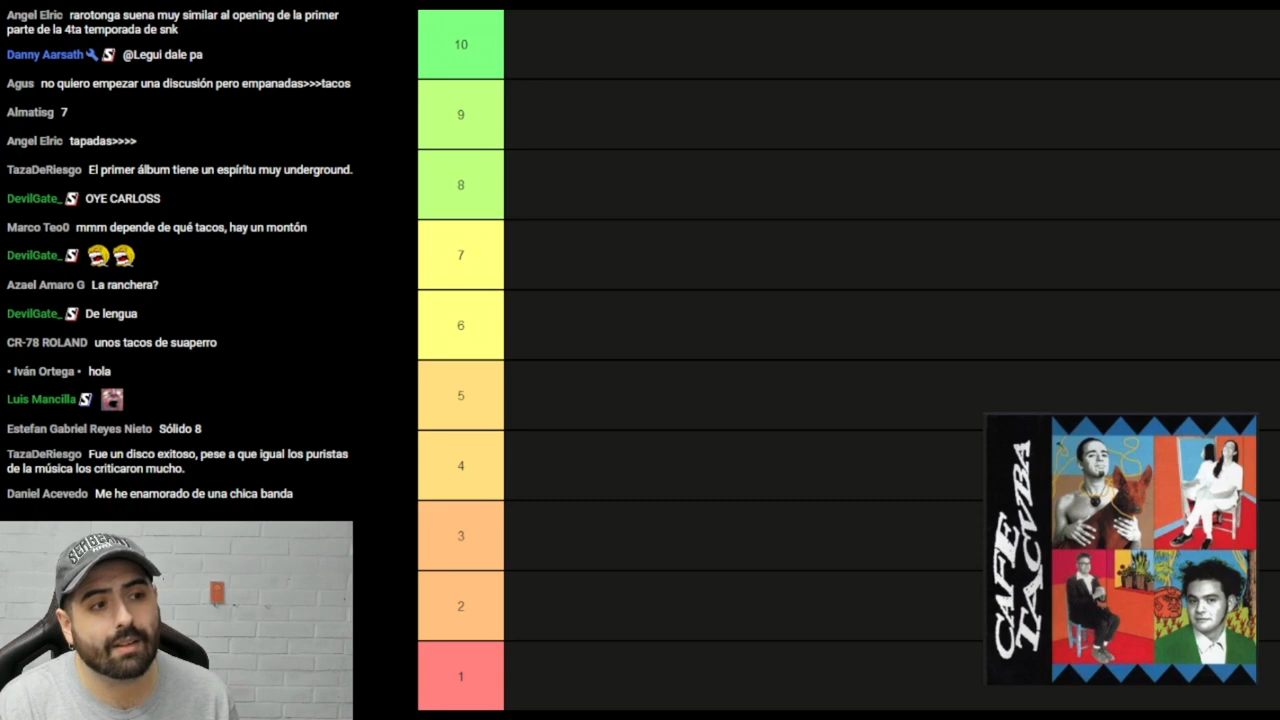 Angel Elric rarotonga suena muy similar al opening de la primer
parte de la 4ta temporada de snk
Danny Aarsath @Legui dale pa
Agus no quiero empezar una discusión pero empanadas>>>tacos
Almatisg 7
Angel Elric tapadas>>>>
TazaDeRiesgo El primer álbum tiene un espíritu muy underground.
DevilGate_ OYE CARLOSS
Marco Teo0 mmm depende de qué tacos, hay un montón
DevilGate_
Azael Amaro G La ranchera?
DevilGate_ De lengua
CR-78 ROLAND unos tacos de suaperro
• Iván Ortega • hola
Luis Mancilla
Estefan Gabriel Reyes Nieto Sólido 8
TazaDeRiesgo Fue un disco exitoso, pese a que igual los puristas
de la música los criticaron mucho.
Daniel Acevedo Me he enamorado de una chica banda
10
9
8
7
6
5
4
3
2
1
CAFE
TACVBA